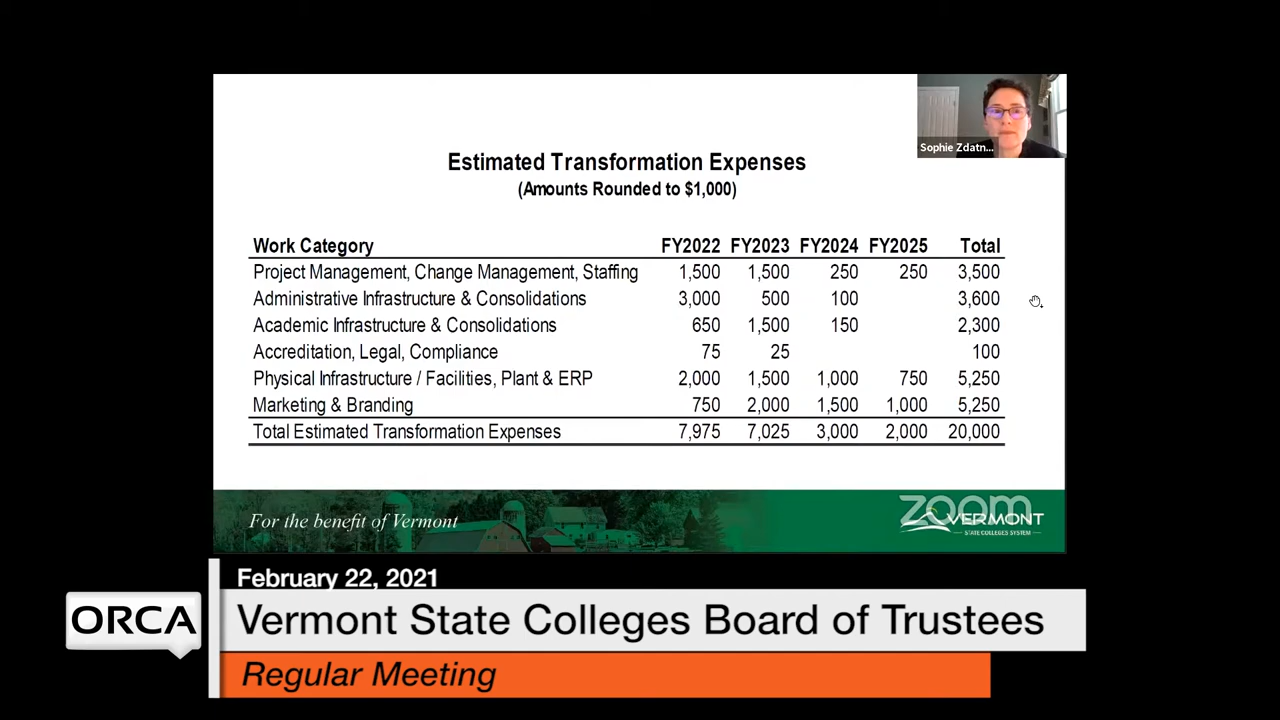 Sophie Zdatn...
Estimated Transformation Expenses
(Amounts Rounded to $1,000)
Work Category FY2022 FY2023 FY2024 FY2025 Total
Project Management, Change Management, Staffing 1,500 1,500 250 250 3,500
Administrative Infrastructure & Consolidations 3,000 500 100 3,600
Academic Infrastructure & Consolidations 650 1,500 150 2,300
Accreditation, Legal, Compliance 75 25 100
Physical Infrastructure / Facilities, Plant & ERP 2,000 1,500 1,000 750 5,250
Marketing & Branding 750 2,000 1,500 1,000 5,250
Total Estimated Transformation Expenses 7,975 7,025 3,000 2,000 20,000
For the benefit of Vermont
zoom
VERMONT
STATE COLLEGES SYSTEM
February 22, 2021
ORCA
Vermont State Colleges Board of Trustees
Regular Meeting